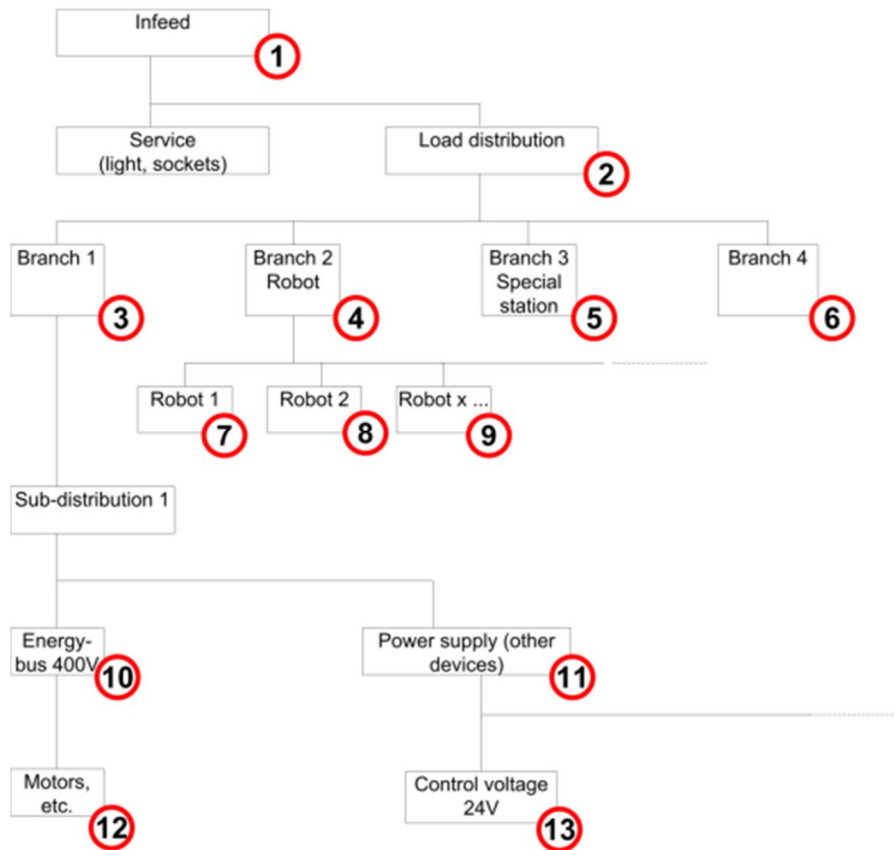 Infeed
1
Service
(light, sockets)
Load distribution
2
Branch 1
3
Branch 2
Robot
4
Branch 3
Special
station
5
Branch 4
6
Robot 1
7
Robot 2
8
Robot x ...
9
Sub-distribution 1
Energy-
bus 400V
10
Power supply (other
devices)
11
Motors,
etc.
12
Control voltage
24V
13